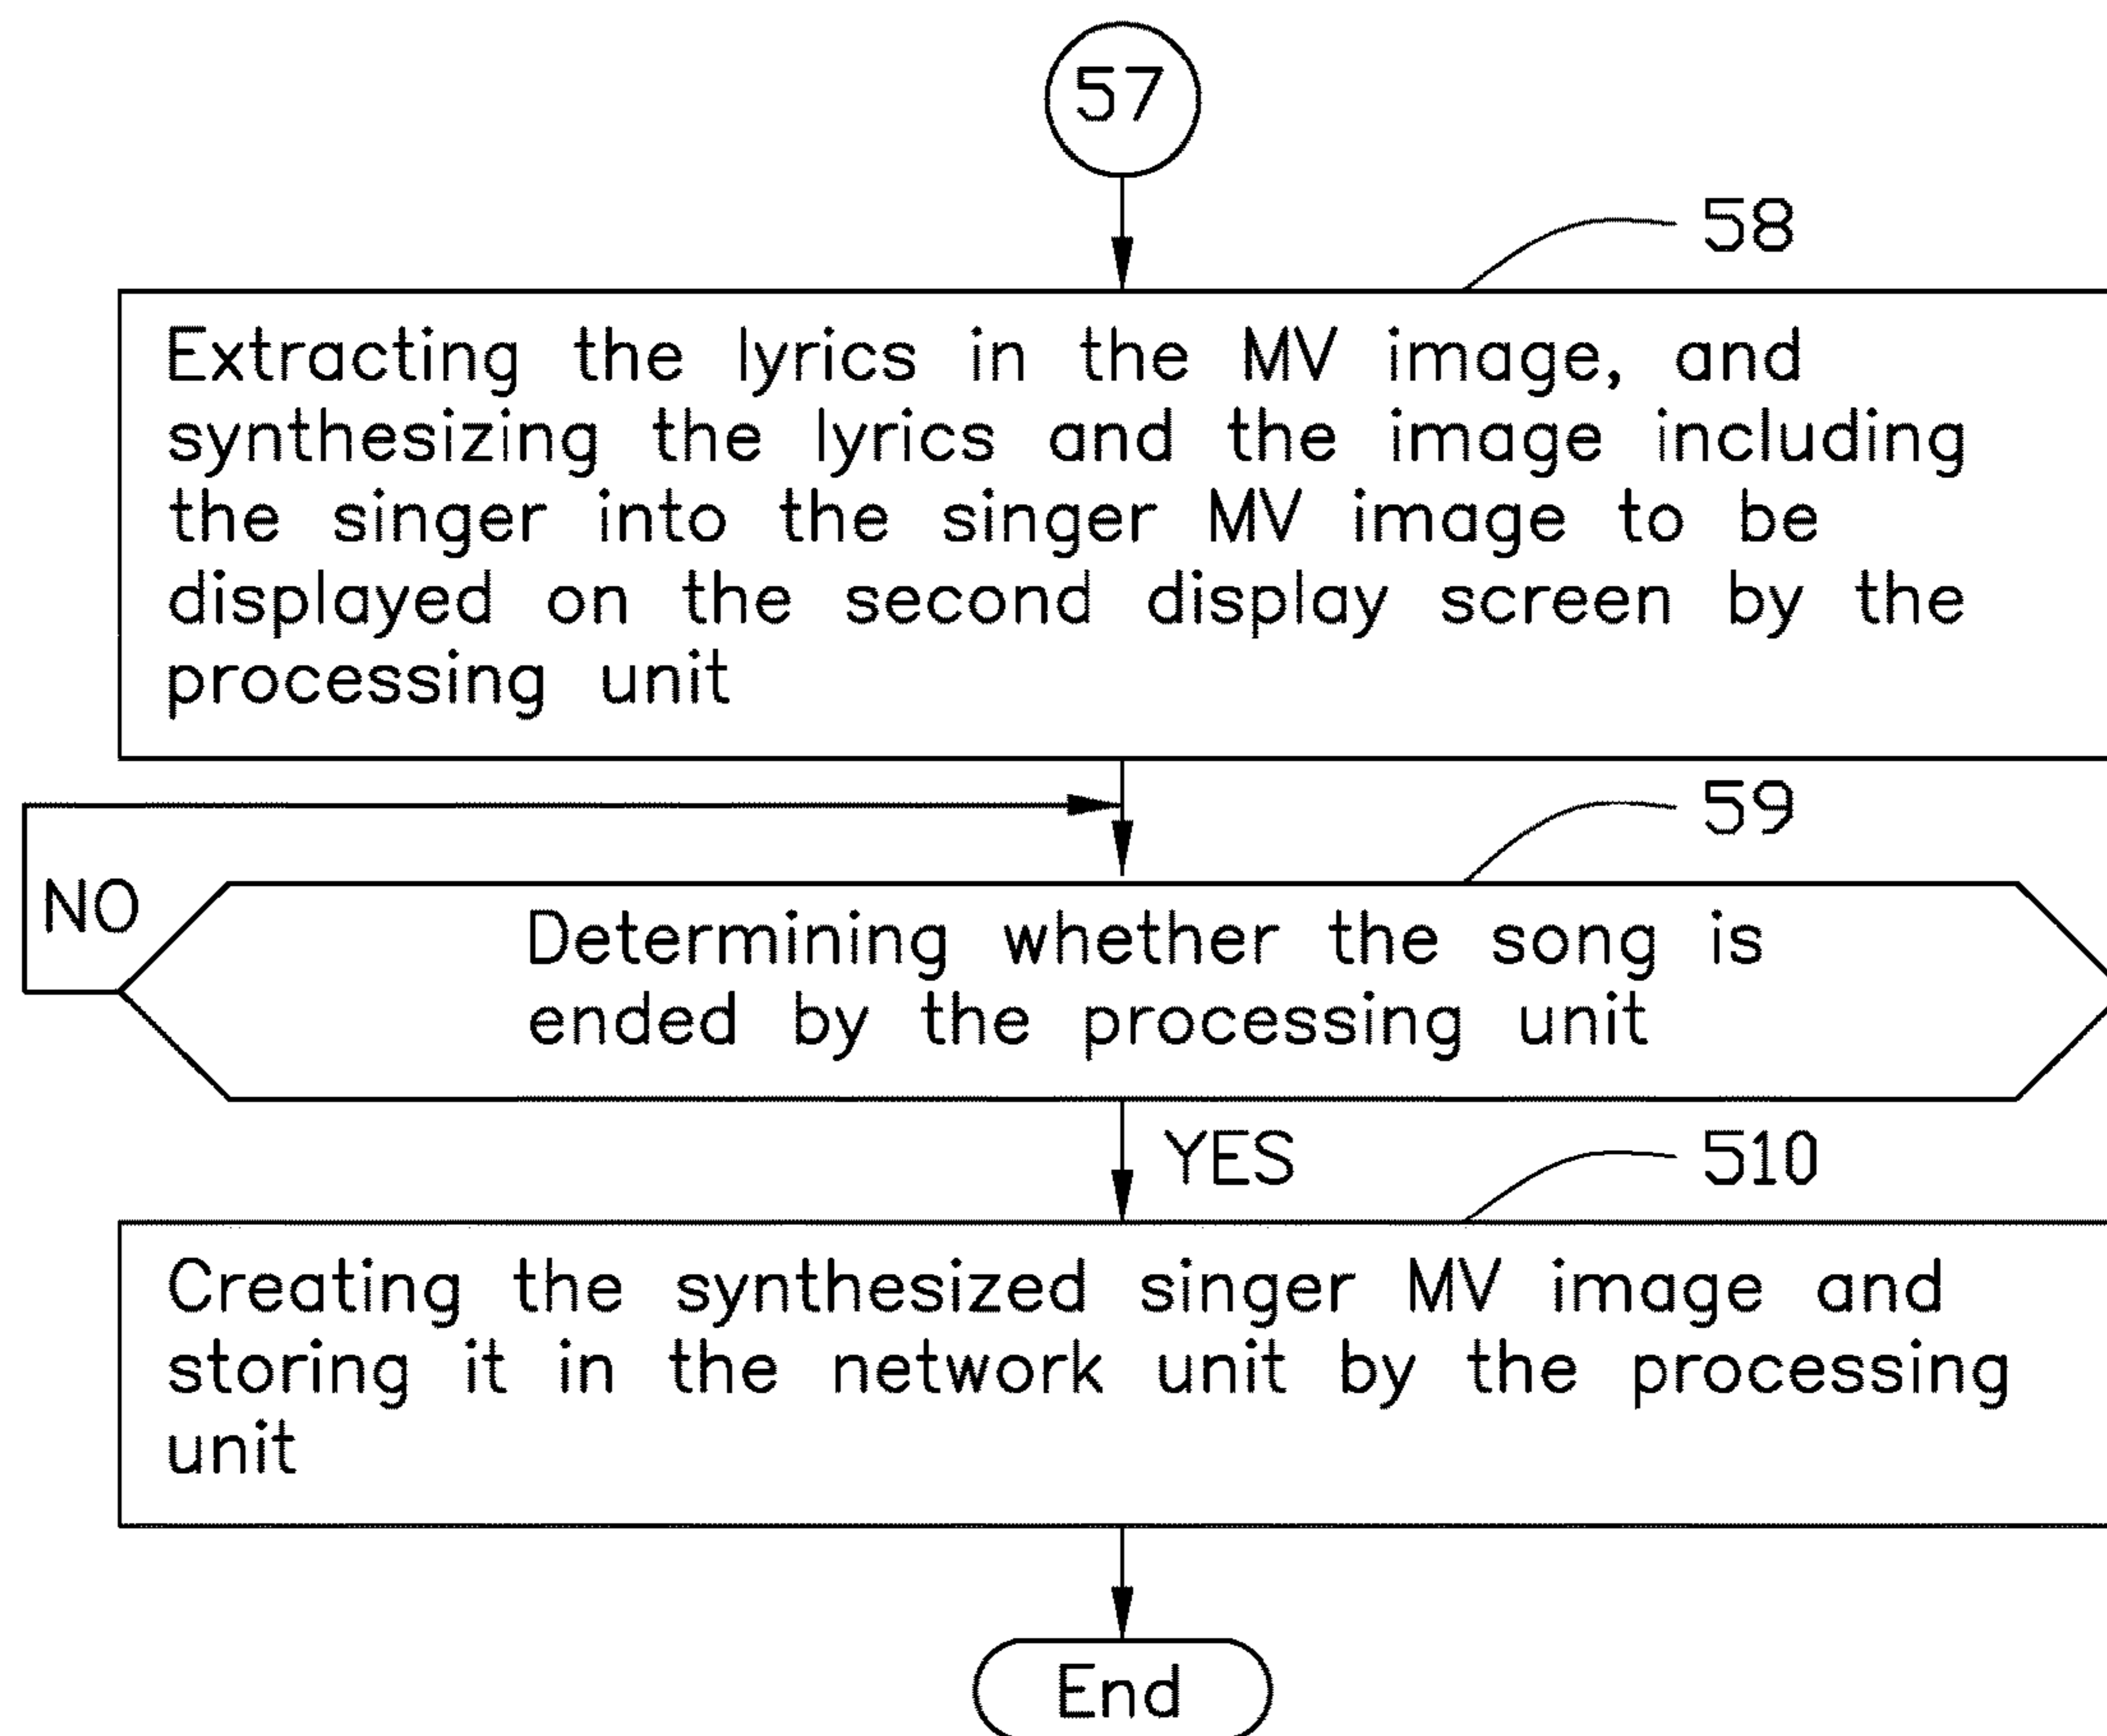 57
58
Extracting the lyrics in the MV image, and
synthesizing the lyrics and the image including
the singer into the singer MV image to be
displayed on the second display screen by the
processing unit
59
NO
Determining whether the song is
ended by the processing unit
YES
510
Creating the synthesized singer MV image and
storing it in the network unit by the processing
unit
End